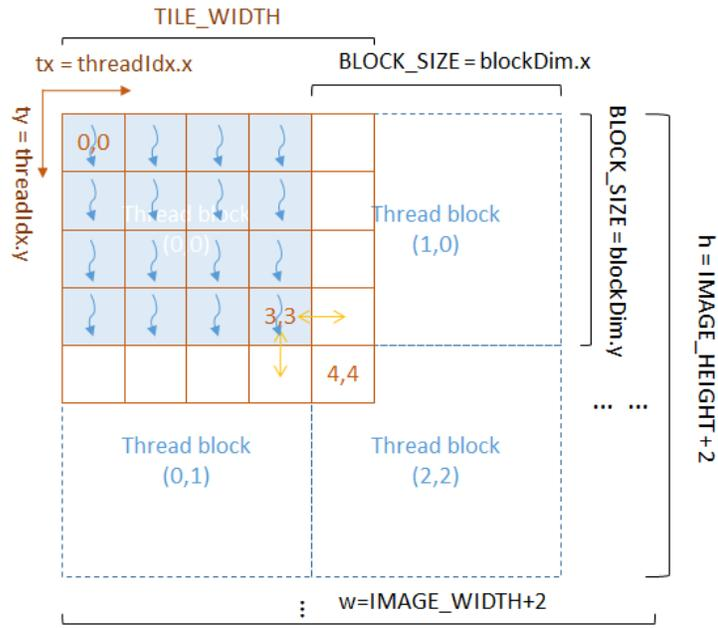 TILE_WIDTH
tx = threadIdx.x
BLOCK_SIZE = blockDim.x
ty = threadIdx.y
0,0
Thread block
(0,0)
Thread block
(1,0)
BLOCK_SIZE=blockDim.y
h = IMAGE_HEIGHT+2
3,3
4,4
... ...
Thread block
(0,1)
Thread block
(2,2)
...
w=IMAGE_WIDTH+2